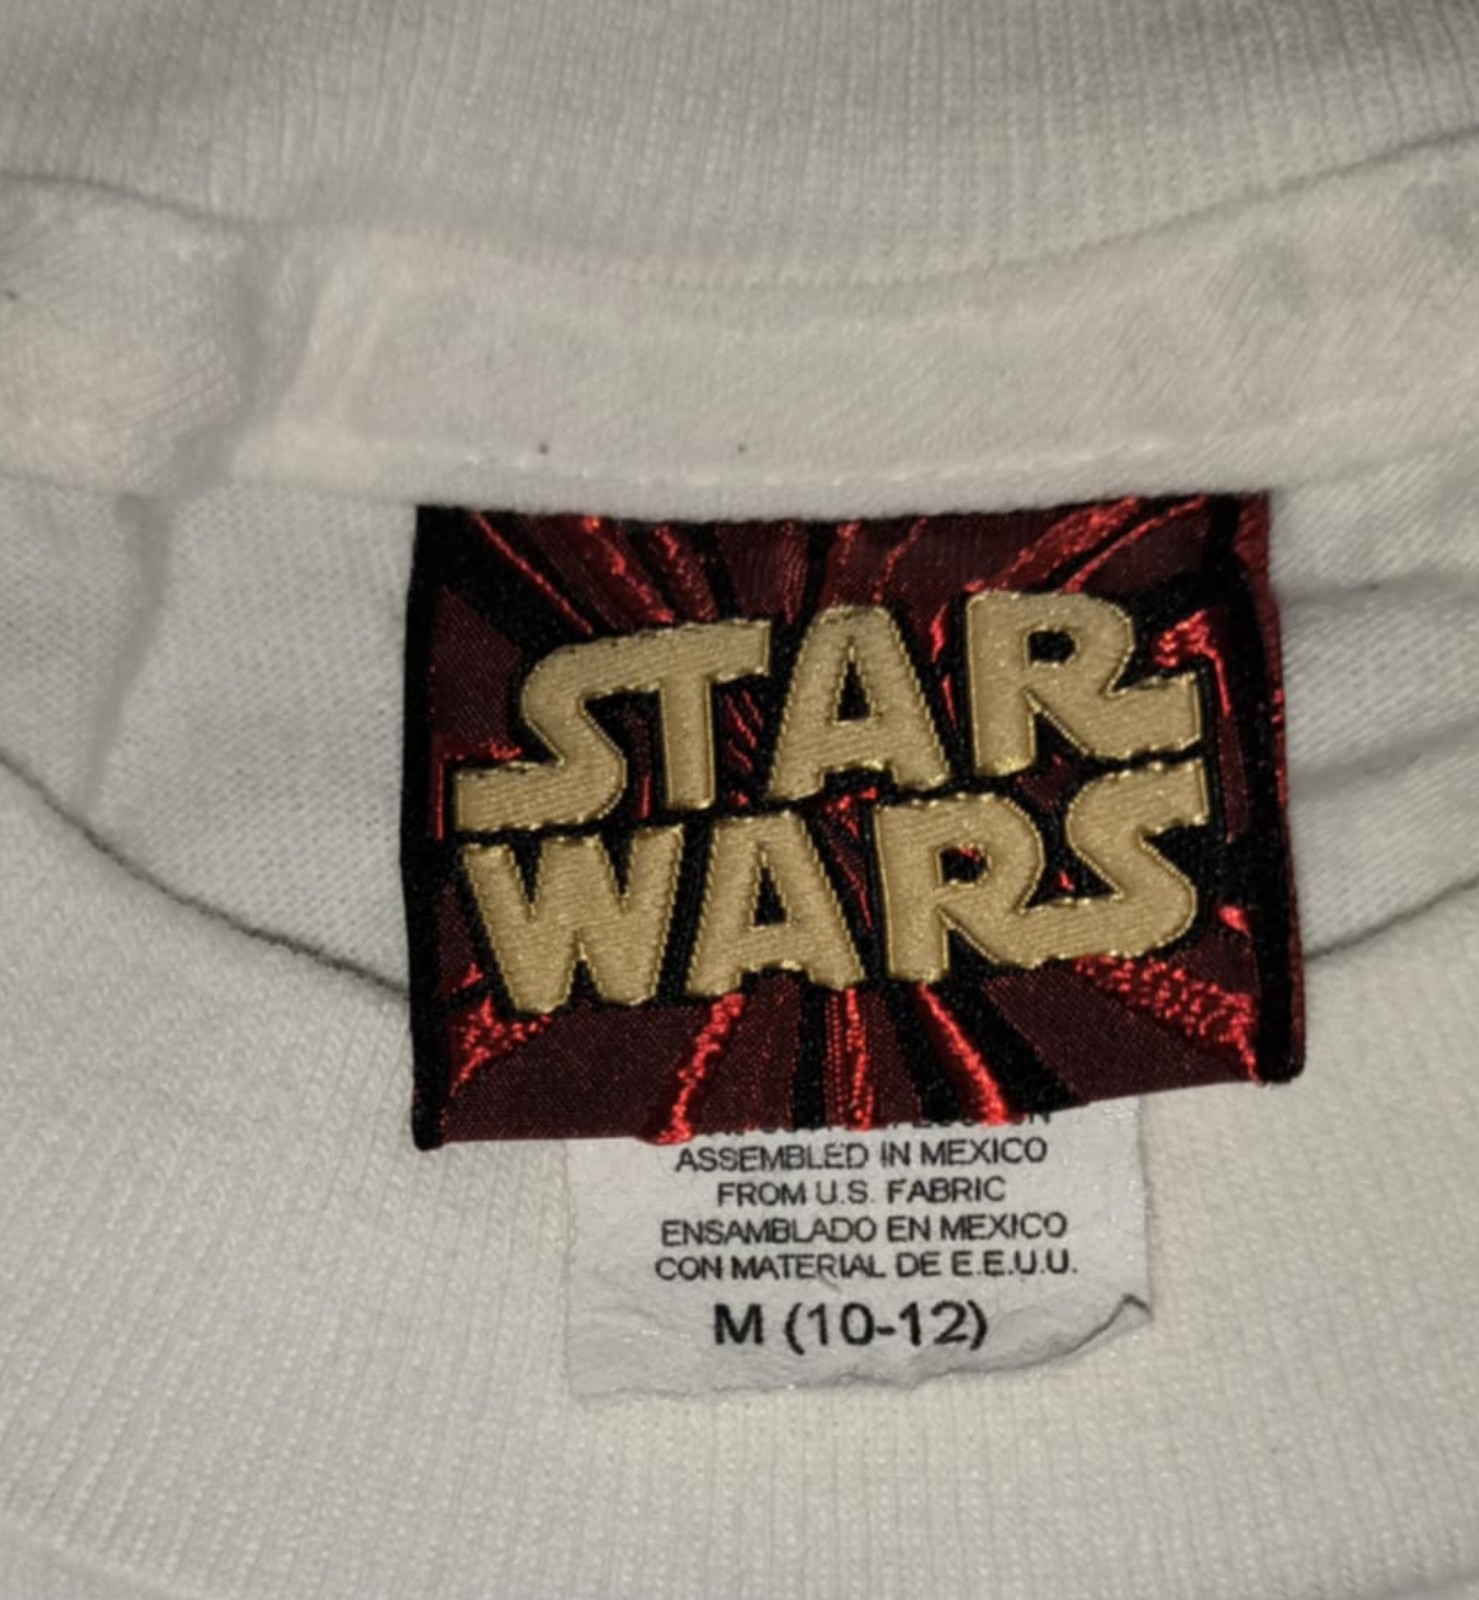 STAR
WARS
ASSEMBLED IN MEXICO
FROM U.S. FABRIC
ENSAMBLADO EN MEXICO
CON MATERIAL DE E.E.U.U.
M (10-12)